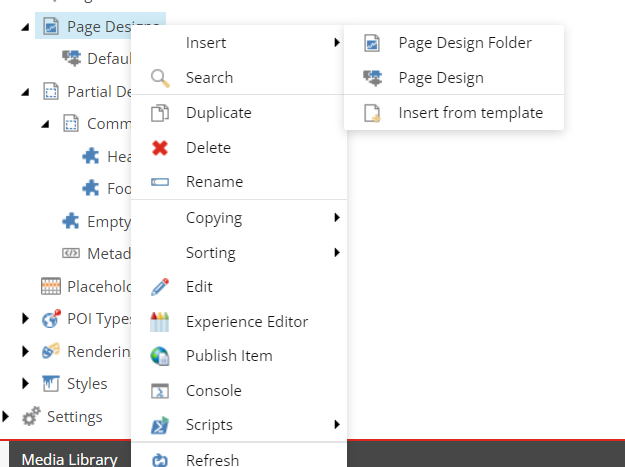 Page Designs
Defaul
Partial De
Comm
Hea
Foo
Empty
Metad
Placehold
POI Types
Renderin
Styles
Settings
Media Library
Insert
Search
Duplicate
Delete
Rename
Copying
Sorting
Edit
Experience Editor
Publish Item
Console
Scripts
Refresh
Page Design Folder
Page Design
Insert from template